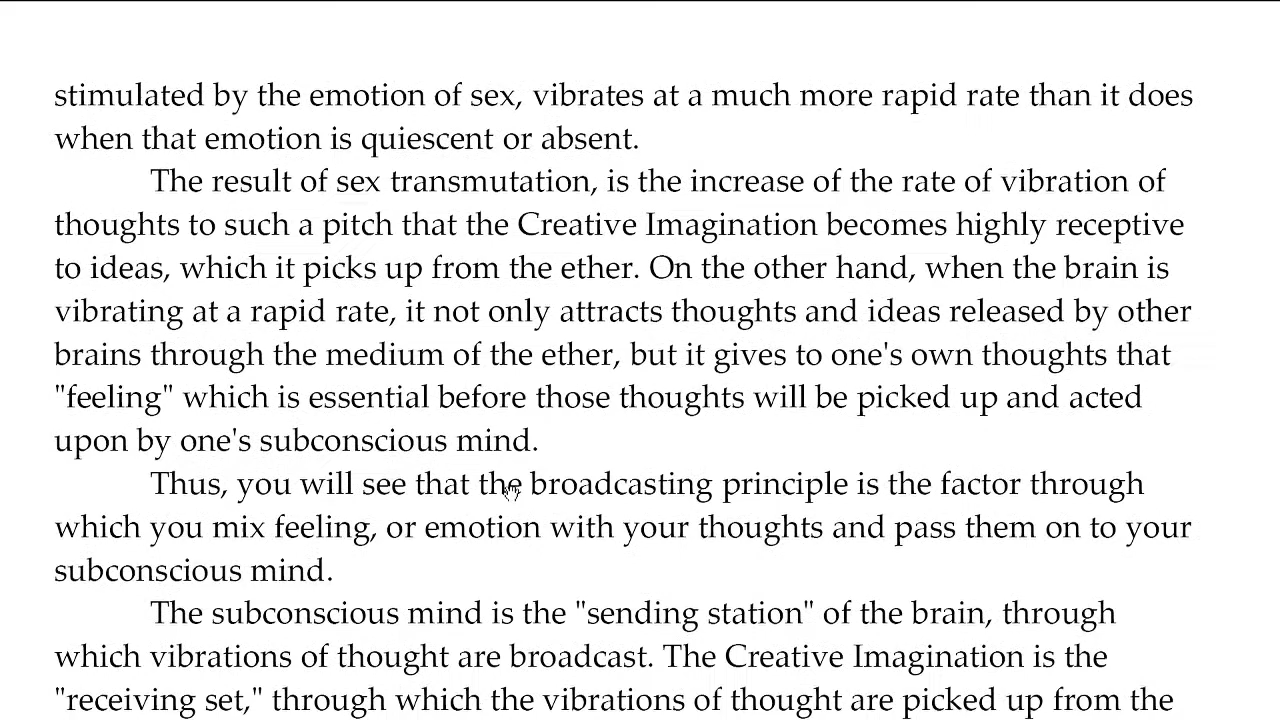 stimulated by the emotion of sex, vibrates at a much more rapid rate than it does
when that emotion is quiescent or absent.
The result of sex transmutation, is the increase of the rate of vibration of
thoughts to such a pitch that the Creative Imagination becomes highly receptive
to ideas, which it picks up from the ether. On the other hand, when the brain is
vibrating at a rapid rate, it not only attracts thoughts and ideas released by other
brains through the medium of the ether, but it gives to one's own thoughts that
"feeling" which is essential before those thoughts will be picked up and acted
upon by one's subconscious mind.
Thus, you will see that the broadcasting principle is the factor through
which you mix feeling, or emotion with your thoughts and pass them on to your
subconscious mind.
The subconscious mind is the "sending station" of the brain, through
which vibrations of thought are broadcast. The Creative Imagination is the
"receiving set," through which the vibrations of thought are picked up from the